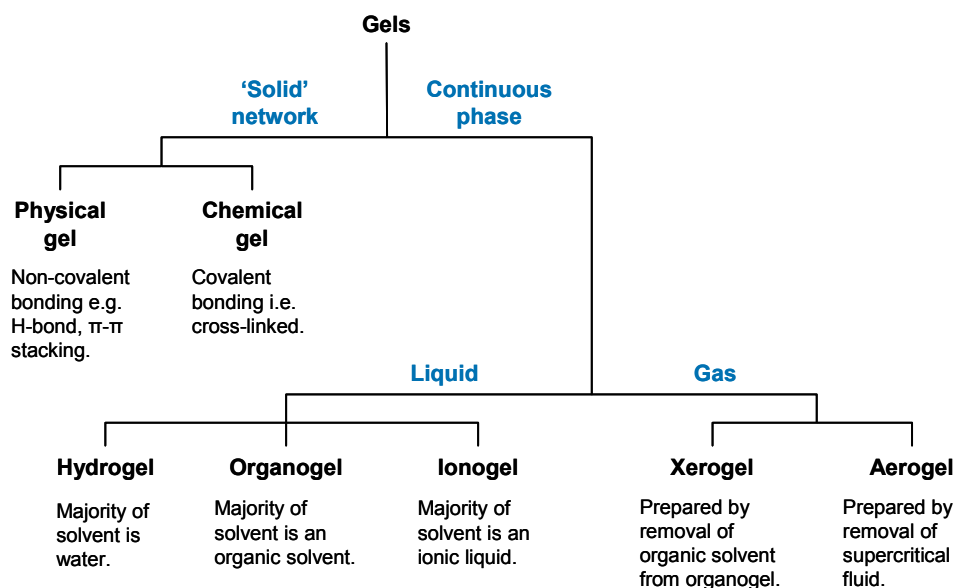 Gels
‘Solid’
network
Continuous
phase
Physical
gel
Non-covalent
bonding e.g.
H-bond, π-π
stacking.
Chemical
gel
Covalent
bonding i.e.
cross-linked.
Liquid
Gas
Hydrogel
Majority of
solvent is
water.
Organogel
Majority of
solvent is an
organic solvent.
Ionogel
Majority of
solvent is an
ionic liquid.
Xerogel
Prepared by
removal of
organic solvent
from organogel.
Aerogel
Prepared by
removal of
supercritical
fluid.